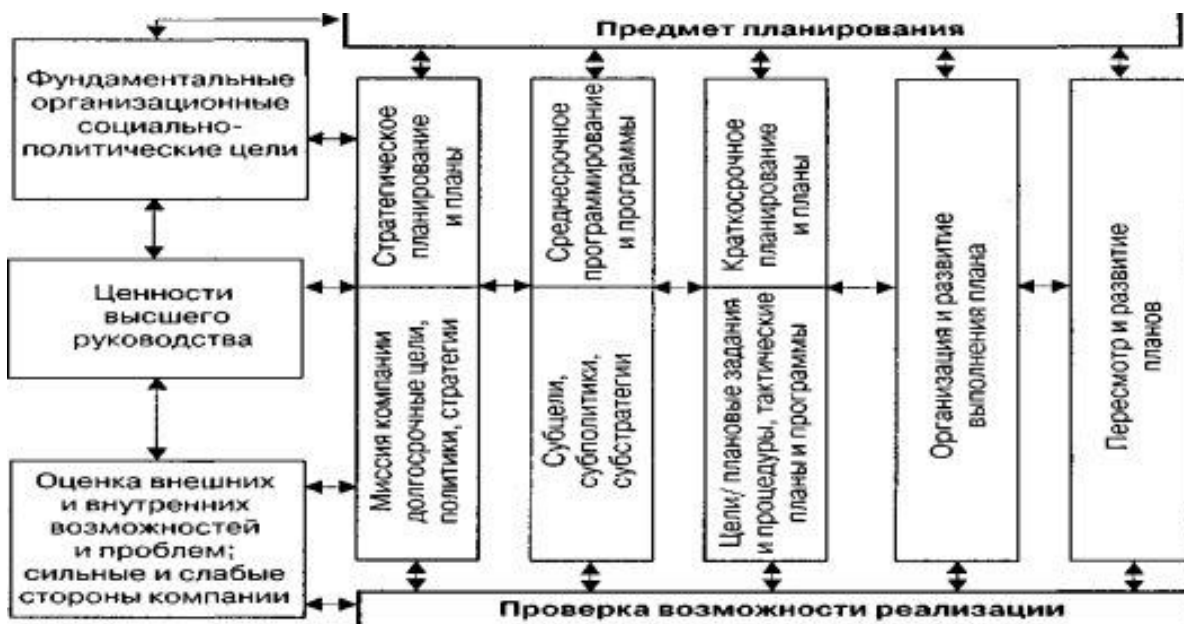 Предмет планирования
Фундаментальные
организационные
социально-
политические цели
Ценности
высшего
руководства
Оценка внешних
и внутренних
возможностей
и проблем;
сильные и слабые
стороны компании
Стратегическое
планирование
и планы
Миссия компании
долгосрочные цели,
политики, стратегии
Среднесрочное
программирование
и программы
Субцели,
субполитики,
субстратегии
Краткосрочное
планирование
и планы
Цели/ плановые задания
и процедуры, тактические
планы и программы
Организация и развитие
выполнения плана
Пересмотр и развитие
планов
Проверка возможности реализации